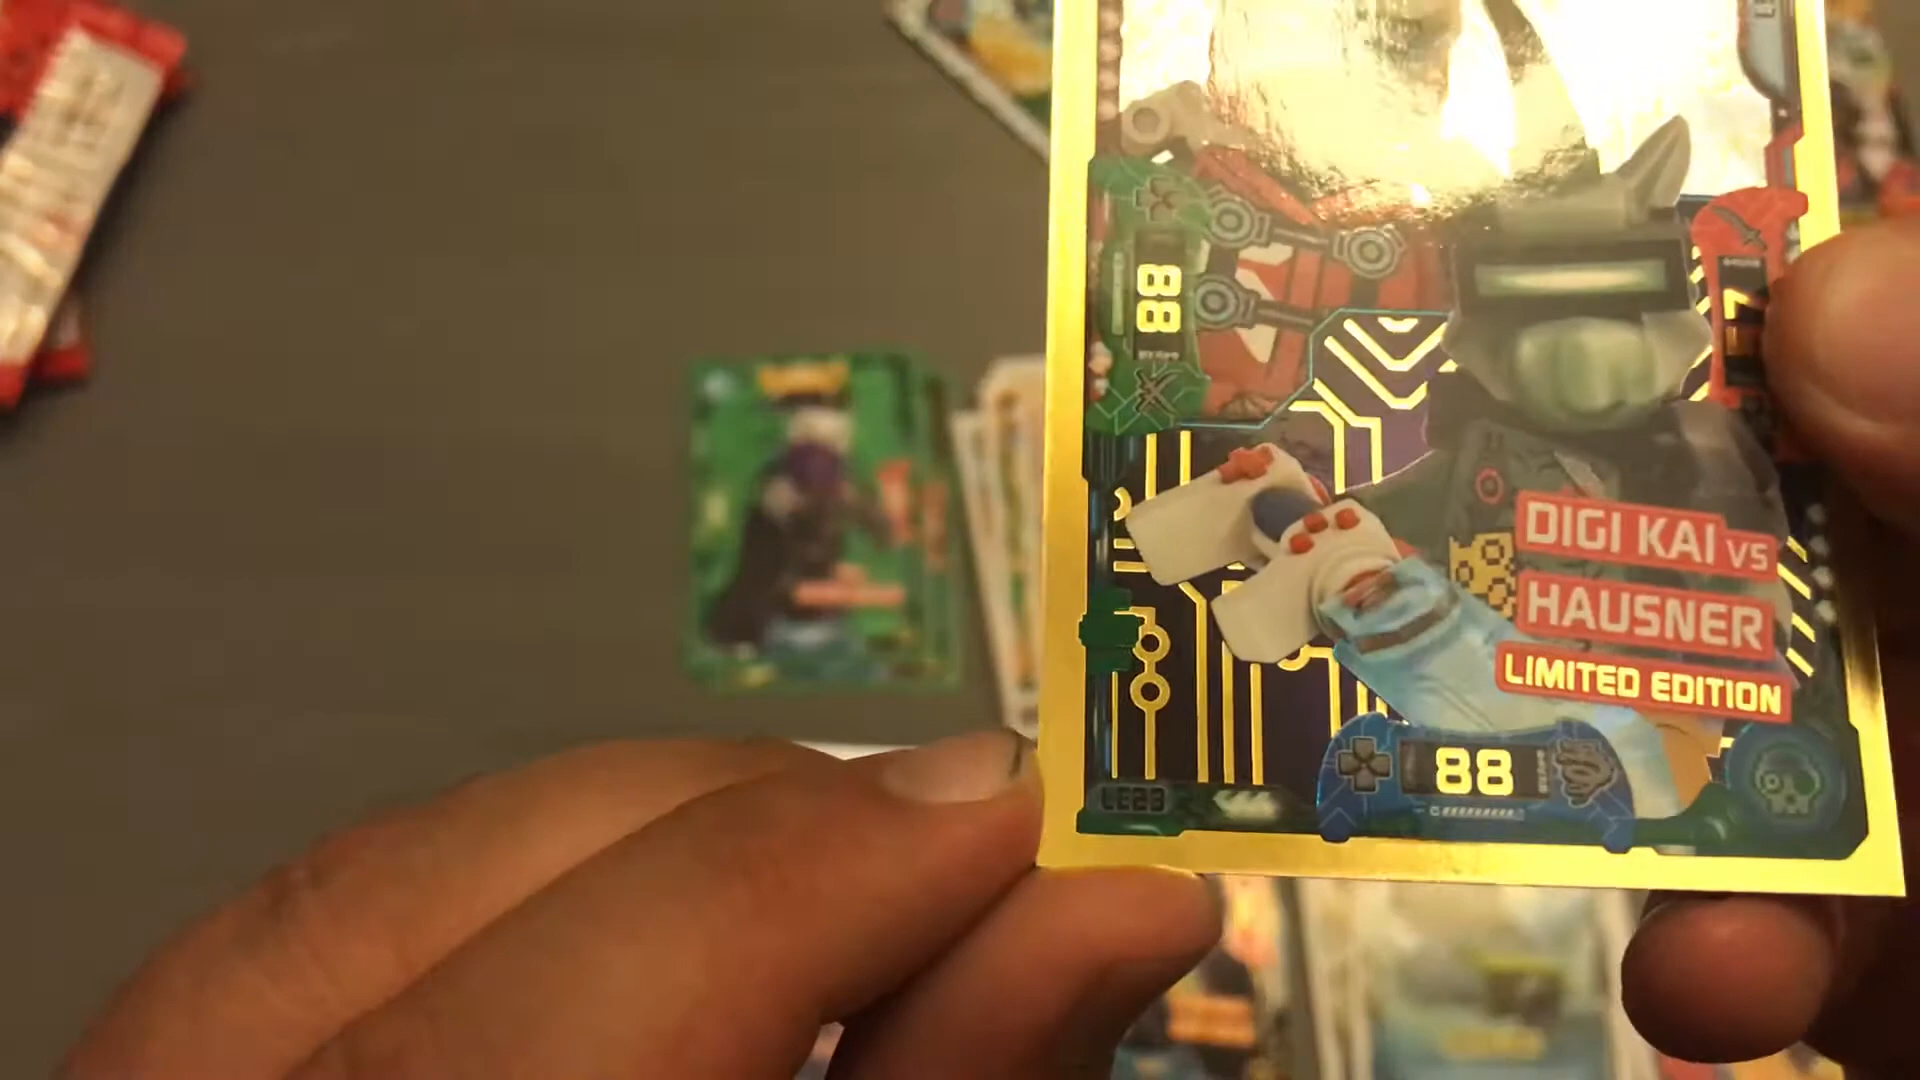 88
DIGI KAI VS
HAUSNER
LIMITED EDITION
88
LE23